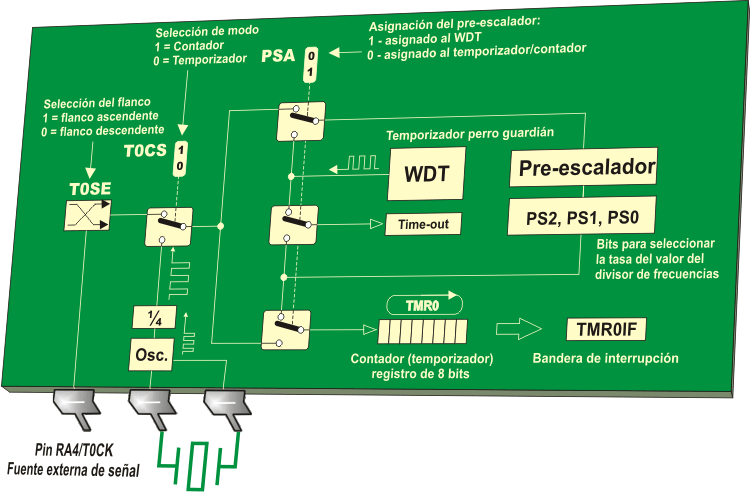 Selección de modo
1 = Contador
0 = Temporizador
PSA
0
1
Asignación del pre-escalador:
1 - asignado al WDT
0 - asignado al temporizador/contador
Selección del flanco
1 = flanco ascendente
0 = flanco descendente
T0CS
1
0
T0SE
Temporizador perro guardián
WDT
Pre-escalador
Time-out
PS2, PS1, PS0
Bits para seleccionar
la tasa del valor del
divisor de frecuencias
¼
Osc.
TMR0
TMR0IF
Contador (temporizador)
registro de 8 bits
Bandera de interrupción
Pin RA4/T0CK
Fuente externa de señal